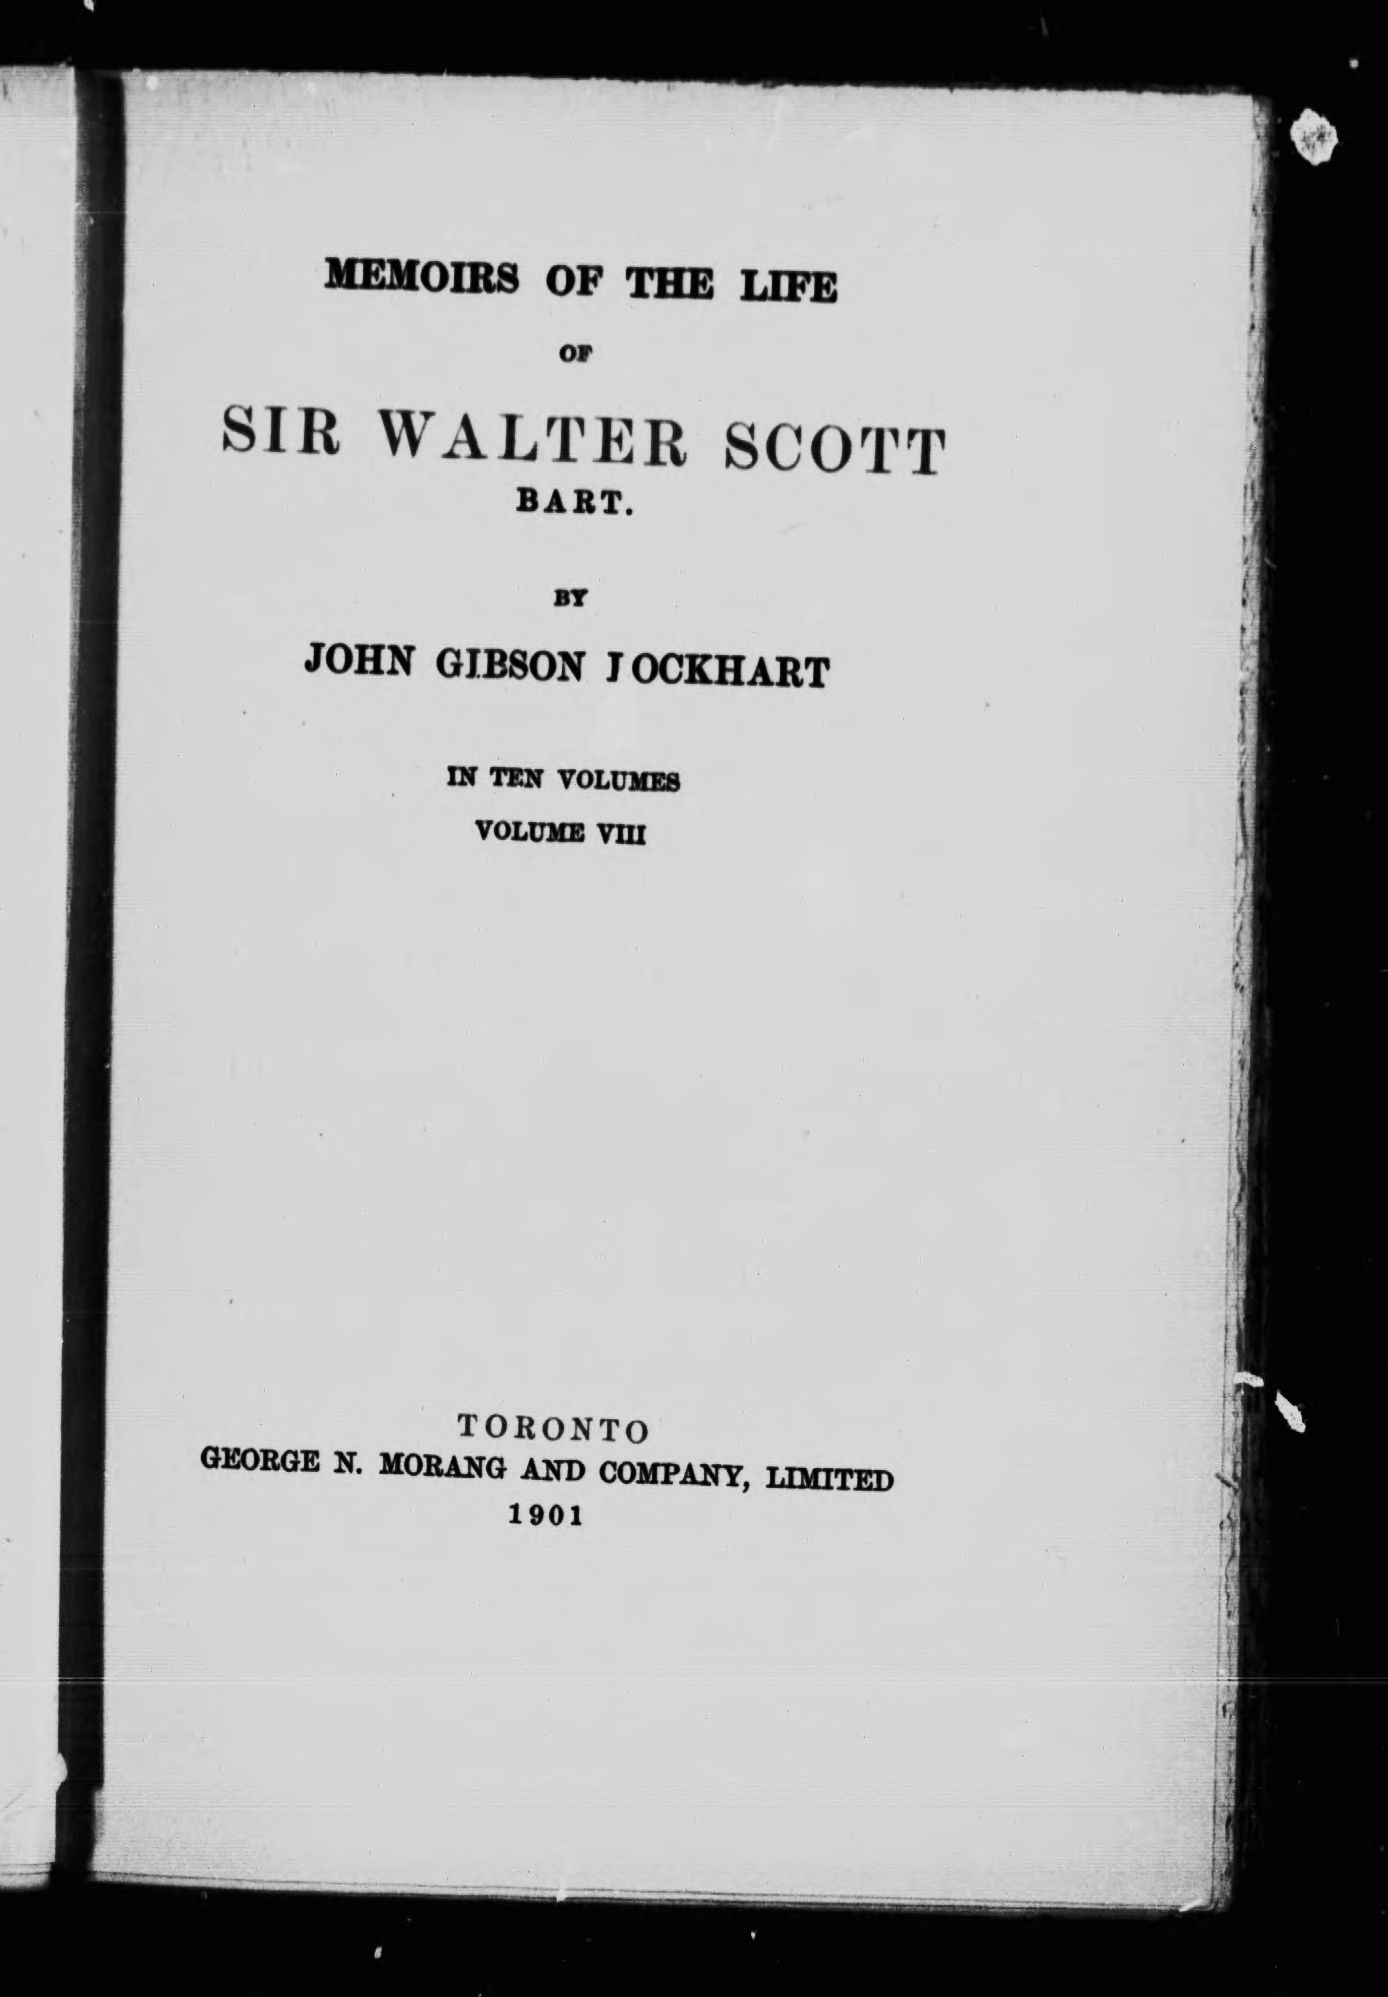 MEMOIRS OF THE LIFE
OF
SIR WALTER SCOTT
BART.
BY
JOHN GIBSON LOCKHART
IN TEN VOLUMES
VOLUME VIII
TORONTO
GEORGE N. MORANG AND COMPANY, LIMITED
1901